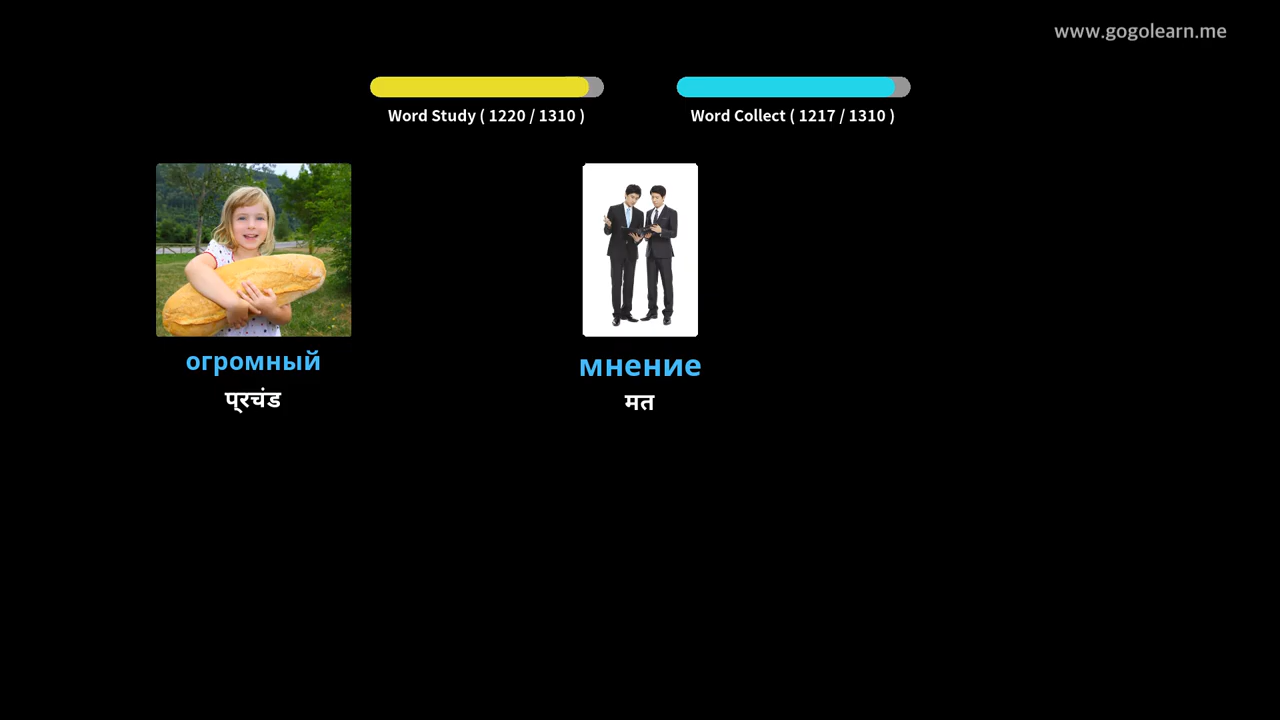 www.gogolearn.me
Word Study ( 1220 / 1310 )
Word Collect ( 1217 / 1310 )
огромный
प्रचंड
мнение
मत